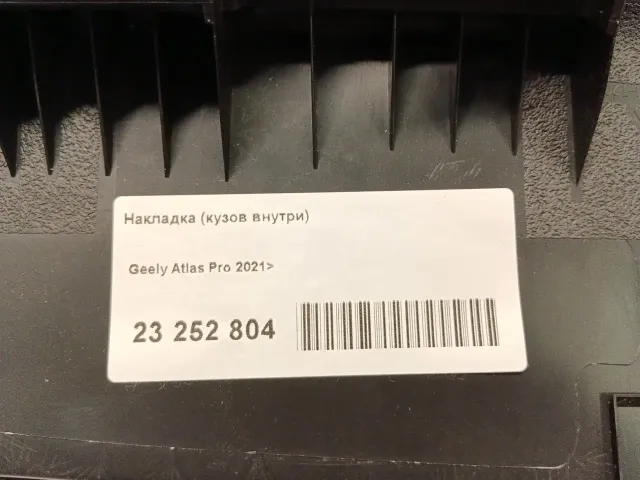 Накладка (кузов внутри)
Geely Atlas Pro 2021>
23 252 804